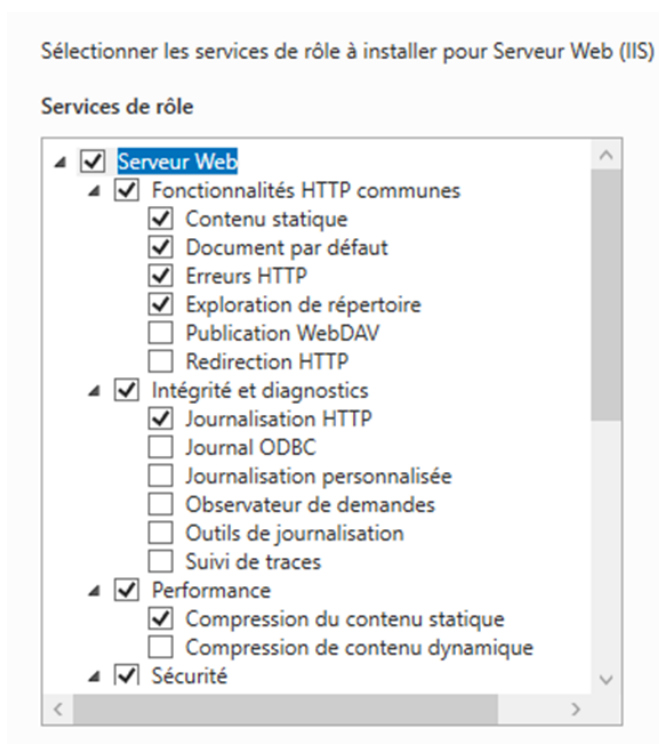 Sélectionner les services de rôle à installer pour Serveur Web (IIS)
Services de rôle
Serveur Web
Fonctionnalités HTTP communes
Contenu statique
Document par défaut
Erreurs HTTP
Exploration de répertoire
Publication WebDAV
Redirection HTTP
Intégrité et diagnostics
Journalisation HTTP
Journal ODBC
Journalisation personnalisée
Observateur de demandes
Outils de journalisation
Suivi de traces
Performance
Compression du contenu statique
Compression de contenu dynamique
Sécurité